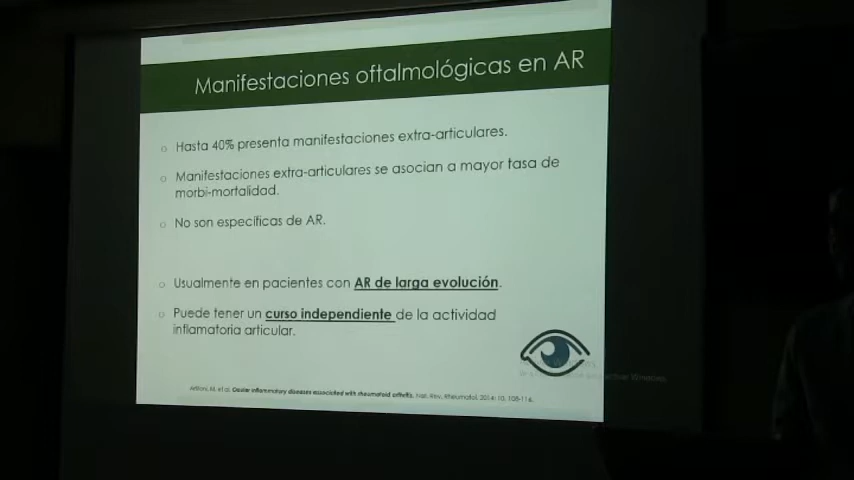 Manifestaciones oftalmológicas en AR
Hasta 40% presenta manifestaciones extra-articulares.
Manifestaciones extra-articulares se asocian a mayor tasa de
morbi-mortalidad.
No son específicas de AR.
Usualmente en pacientes con AR de larga evolución.
Puede tener un curso independiente de la actividad
inflamatoria articular.
et al. Ocular inflammatory diseases associated with rheumatoid arthritis. Nat. Rev. Rheumatol. 2014; 10, 108-116.